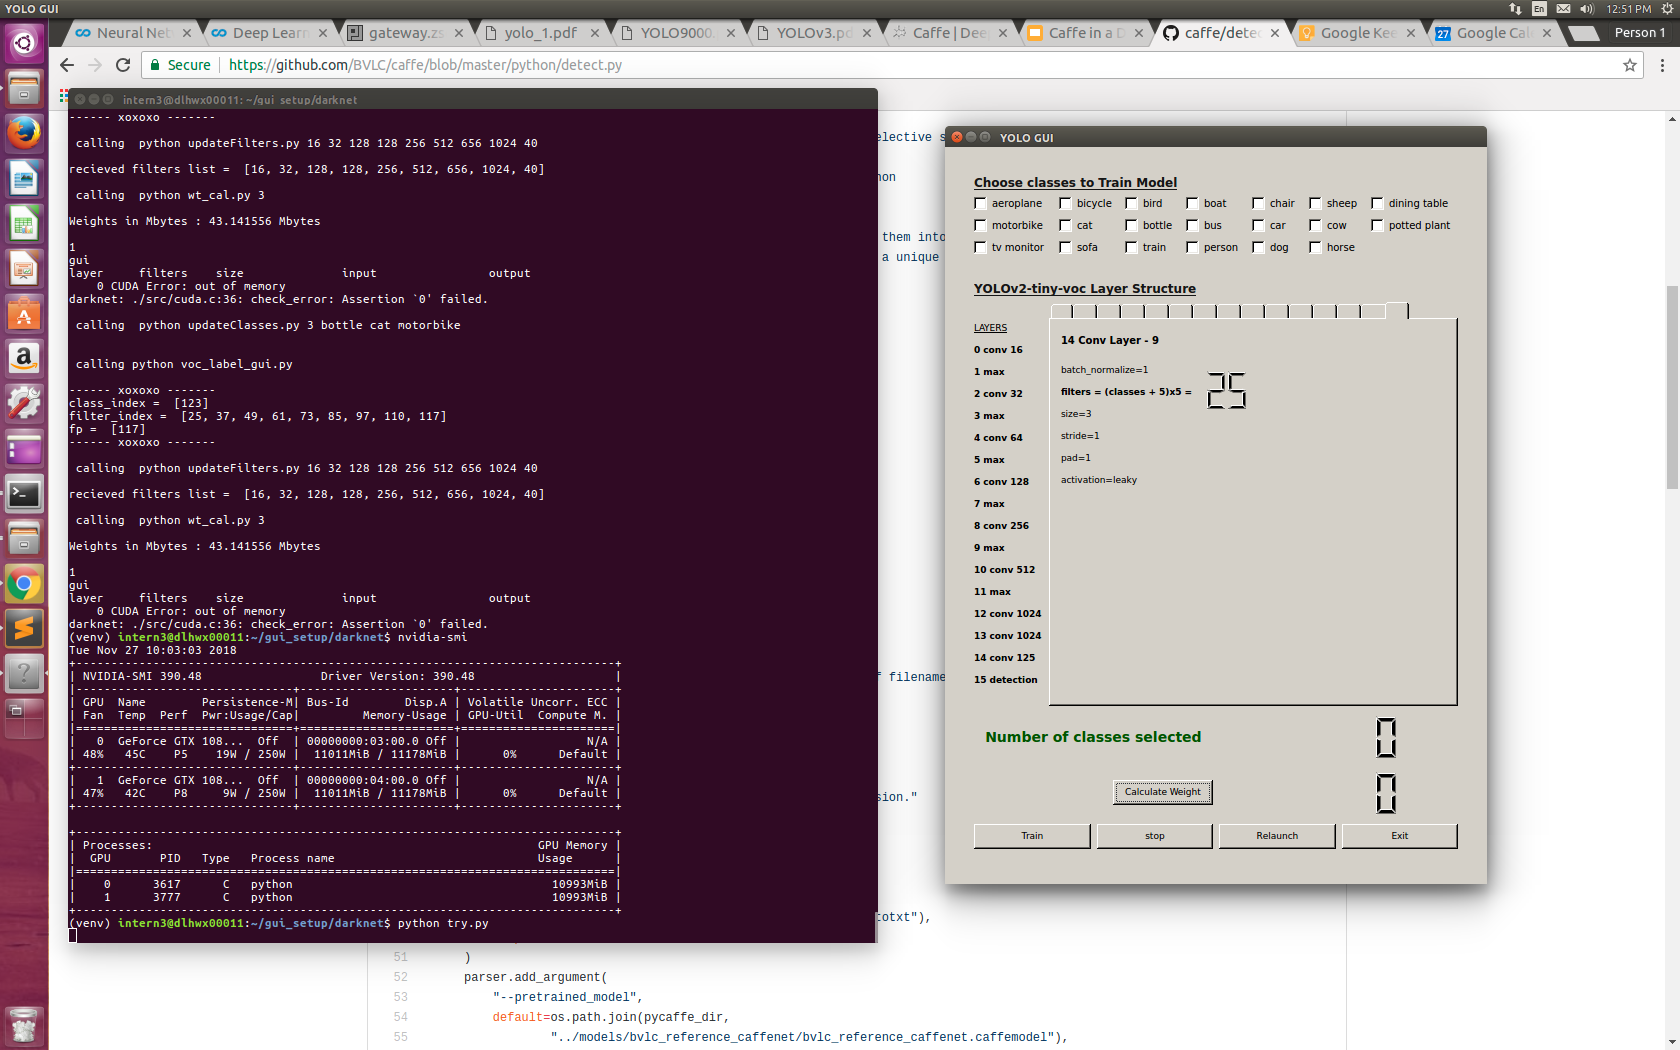 YOLO GUI
En
12:51 PM
Neural Net
Deep Learn
gateway.zs
yolo_1.pdf
YOLO9000.
YOLOv3.pd
Caffe | Dee
Caffe in a D
caffe/dete
Google Kee
Google Cal
Person 1
Secure
https://github.com/BVLC/caffe/blob/master/python/detect.py
intern3@dlhwx00011: ~/gui_setup/darknet
------ xoxoxo -------
calling  python updateFilters.py 16 32 128 128 256 512 656 1024 40
recieved filters list =  [16, 32, 128, 128, 256, 512, 656, 1024, 40]
calling  python wt_cal.py 3
Weights in Mbytes : 43.141556 Mbytes
1
gui
layer     filters    size              input                output
    0 CUDA Error: out of memory
darknet: ./src/cuda.c:36: check_error: Assertion `0' failed.
calling  python updateClasses.py 3 bottle cat motorbike
calling python voc_label_gui.py
------ xoxoxo -------
class_index =  [123]
filter_index =  [25, 37, 49, 61, 73, 85, 97, 110, 117]
fp =  [117]
------ xoxoxo -------
calling  python updateFilters.py 16 32 128 128 256 512 656 1024 40
recieved filters list =  [16, 32, 128, 128, 256, 512, 656, 1024, 40]
calling  python wt_cal.py 3
Weights in Mbytes : 43.141556 Mbytes
1
gui
layer     filters    size              input                output
    0 CUDA Error: out of memory
darknet: ./src/cuda.c:36: check_error: Assertion `0' failed.
(venv) intern3@dlhwx00011:~/gui_setup/darknet$ nvidia-smi
Tue Nov 27 10:03:03 2018
| NVIDIA-SMI 390.48                 Driver Version: 390.48                    |
| GPU  Name        Persistence-M| Bus-Id        Disp.A | Volatile Uncorr. ECC |
| Fan  Temp  Perf  Pwr:Usage/Cap|         Memory-Usage | GPU-Util  Compute M. |
|   0  GeForce GTX 108...  Off  | 00000000:03:00.0 Off |                  N/A |
| 48%   45C    P5    19W / 250W |  11011MiB / 11178MiB |      0%      Default |
|   1  GeForce GTX 108...  Off  | 00000000:04:00.0 Off |                  N/A |
| 47%   42C    P8     9W / 250W |  11011MiB / 11178MiB |      0%      Default |
| Processes:                                                       GPU Memory |
|  GPU       PID   Type   Process name                             Usage      |
|    0      3617      C   python                                     10993MiB |
|    1      3777      C   python                                     10993MiB |
(venv) intern3@dlhwx00011:~/gui_setup/darknet$ python try.py
elective s
hon
them into
a unique
f filename
sion."
totxt"),
51 )
52 parser.add_argument(
53 "--pretrained_model",
54 default=os.path.join(pycaffe_dir,
55 "../models/bvlc_reference_caffenet/bvlc_reference_caffenet.caffemodel"),
YOLO GUI
Choose classes to Train Model
aeroplane bicycle bird boat chair sheep dining table
motorbike cat bottle bus car cow potted plant
tv monitor sofa train person dog horse
YOLOv2-tiny-voc Layer Structure
LAYERS
0 conv 16
1 max
2 conv 32
3 max
4 conv 64
5 max
6 conv 128
7 max
8 conv 256
9 max
10 conv 512
11 max
12 conv 1024
13 conv 1024
14 conv 125
15 detection
14 Conv Layer - 9
batch_normalize=1
filters = (classes + 5)x5 = 25
size=3
stride=1
pad=1
activation=leaky
Number of classes selected 0
Calculate Weight 0
Train stop Relaunch Exit